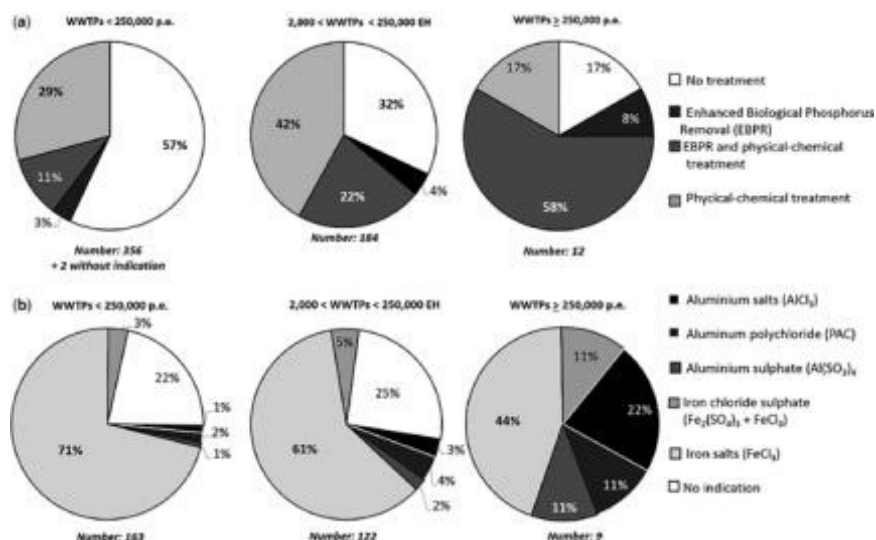 (a)
WWTPs < 250,000 p.e.
29%
57%
11%
3%
Number: 356
+ 2 without indication
2,000 < WWTPs < 250,000 EH
32%
42%
22%
4%
Number: 184
WWTPs ≥ 250,000 p.e.
17%
17%
8%
58%
Number: 12
No treatment
Enhanced Biological Phosphorus
Removal (EBPR)
EBPR and physical-chemical
treatment
Phycical-chemical treatment
(b)
WWTPs < 250,000 p.e.
3%
22%
1%
2%
1%
71%
Number: 163
2,000 < WWTPs < 250,000 EH
5%
25%
61%
3%
4%
2%
Number: 122
WWTPs ≥ 250,000 p.e.
11%
44%
22%
11%
11%
Number: 9
Aluminium salts (AlCl₃)
Aluminum polychloride (PAC)
Aluminium sulphate (Al(SO₃)₄
Iron chloride sulphate
(Fe₂(SO₄)₃ + FeCl₃)
Iron salts (FeCl₃)
No indication